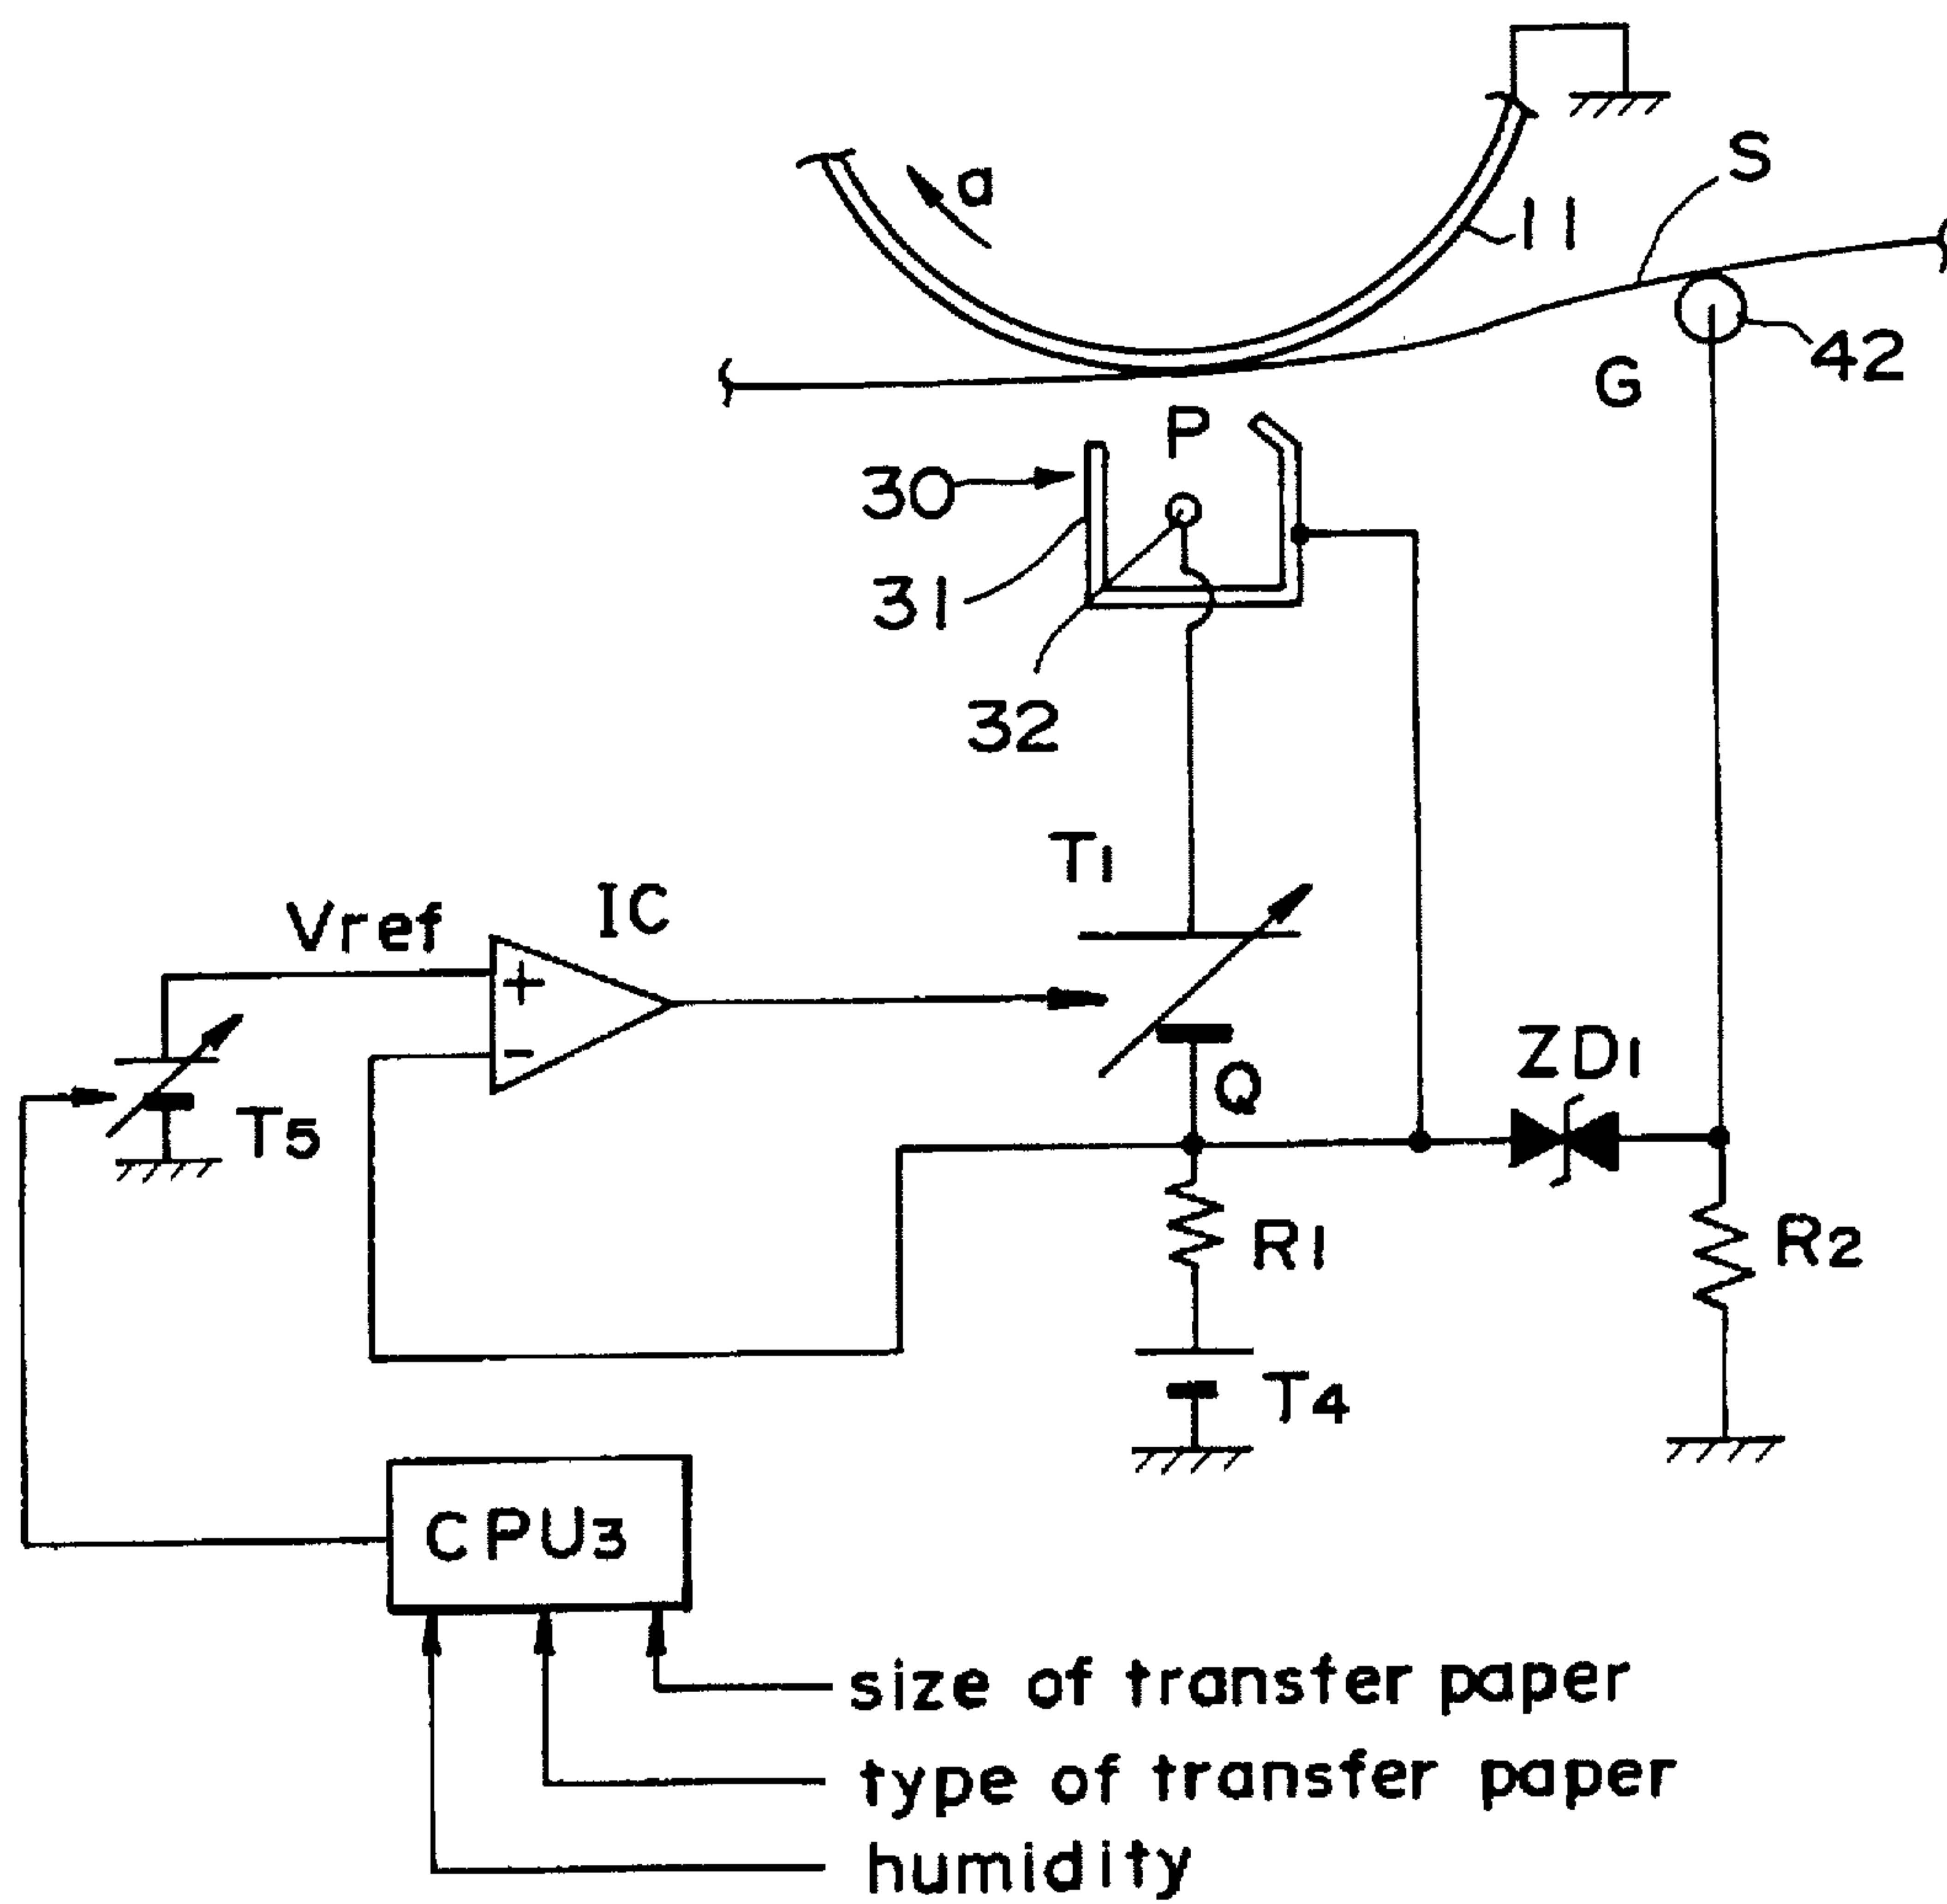 a
S
11
42
G
P
30
31
32
T1
IC
Vref
+
-
ZD1
Q
T5
R1
R2
T4
CPU3
size of transfer paper
type of transfer paper
humidity